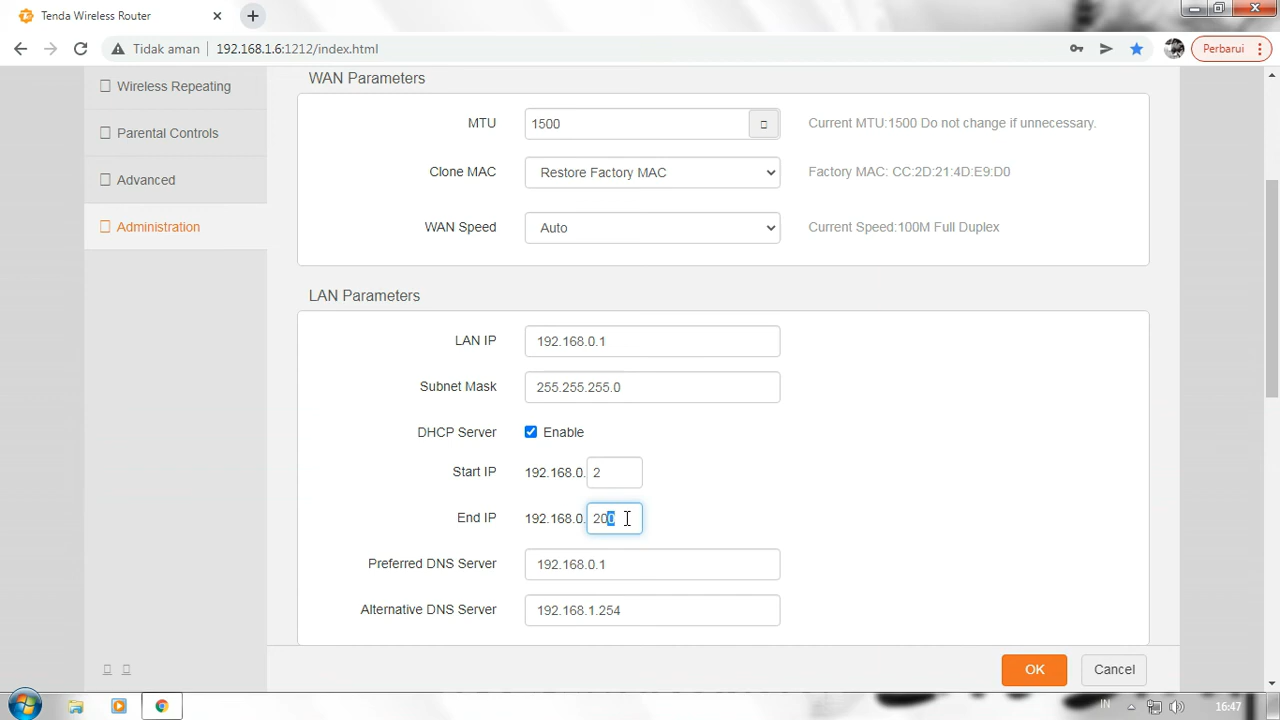 Tenda Wireless Router
Tidak aman
192.168.1.6:1212/index.html
Perbarui
Wireless Repeating
Parental Controls
Advanced
Administration
WAN Parameters
MTU
1500
Current MTU:1500 Do not change if unnecessary.
Clone MAC
Restore Factory MAC
Factory MAC: CC:2D:21:4D:E9:D0
WAN Speed
Auto
Current Speed:100M Full Duplex
LAN Parameters
LAN IP
192.168.0.1
Subnet Mask
255.255.255.0
DHCP Server
Enable
Start IP
192.168.0. 2
End IP
192.168.0. 200
Preferred DNS Server
192.168.0.1
Alternative DNS Server
192.168.1.254
OK
Cancel
IN
16:47